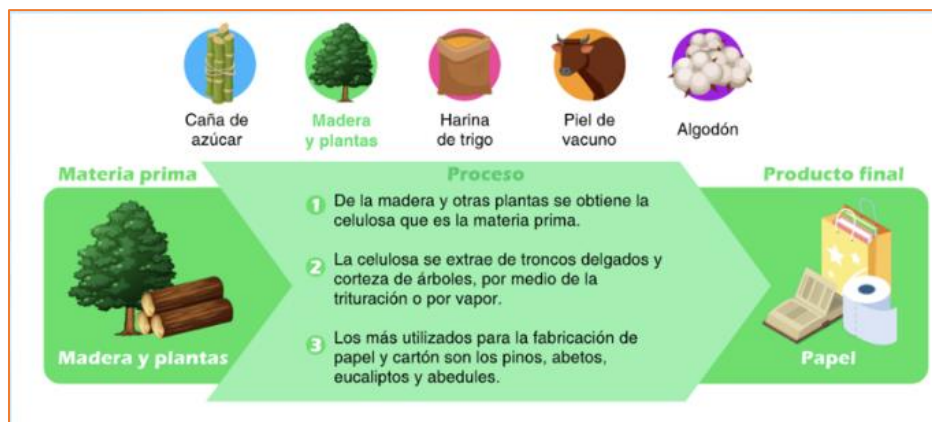 Caña de
azúcar
Madera
y plantas
Harina
de trigo
Piel de
vacuno
Algodón
Materia prima
Proceso
Producto final
1 De la madera y otras plantas se obtiene la
celulosa que es la materia prima.
2 La celulosa se extrae de troncos delgados y
corteza de árboles, por medio de la
trituración o por vapor.
3 Los más utilizados para la fabricación de
papel y cartón son los pinos, abetos,
eucaliptos y abedules.
Madera y plantas
Papel